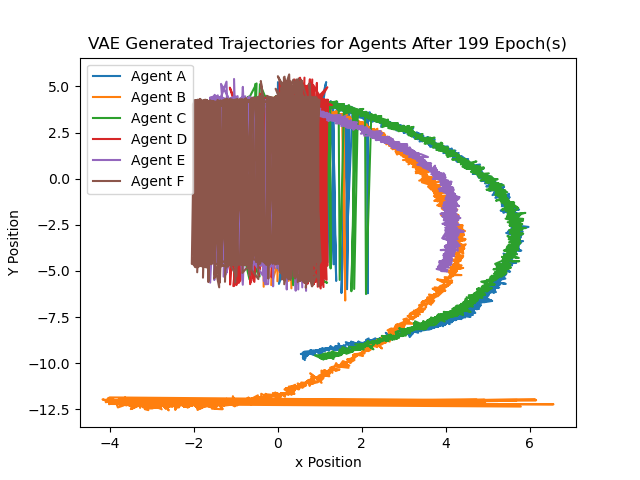 VAE Generated Trajectories for Agents After 199 Epoch(s)
Agent A
Agent B
Agent C
Agent D
Agent E
Agent F
5.0
2.5
0.0
−2.5
−5.0
−7.5
−10.0
−12.5
Y Position
−4
−2
0
2
4
6
x Position